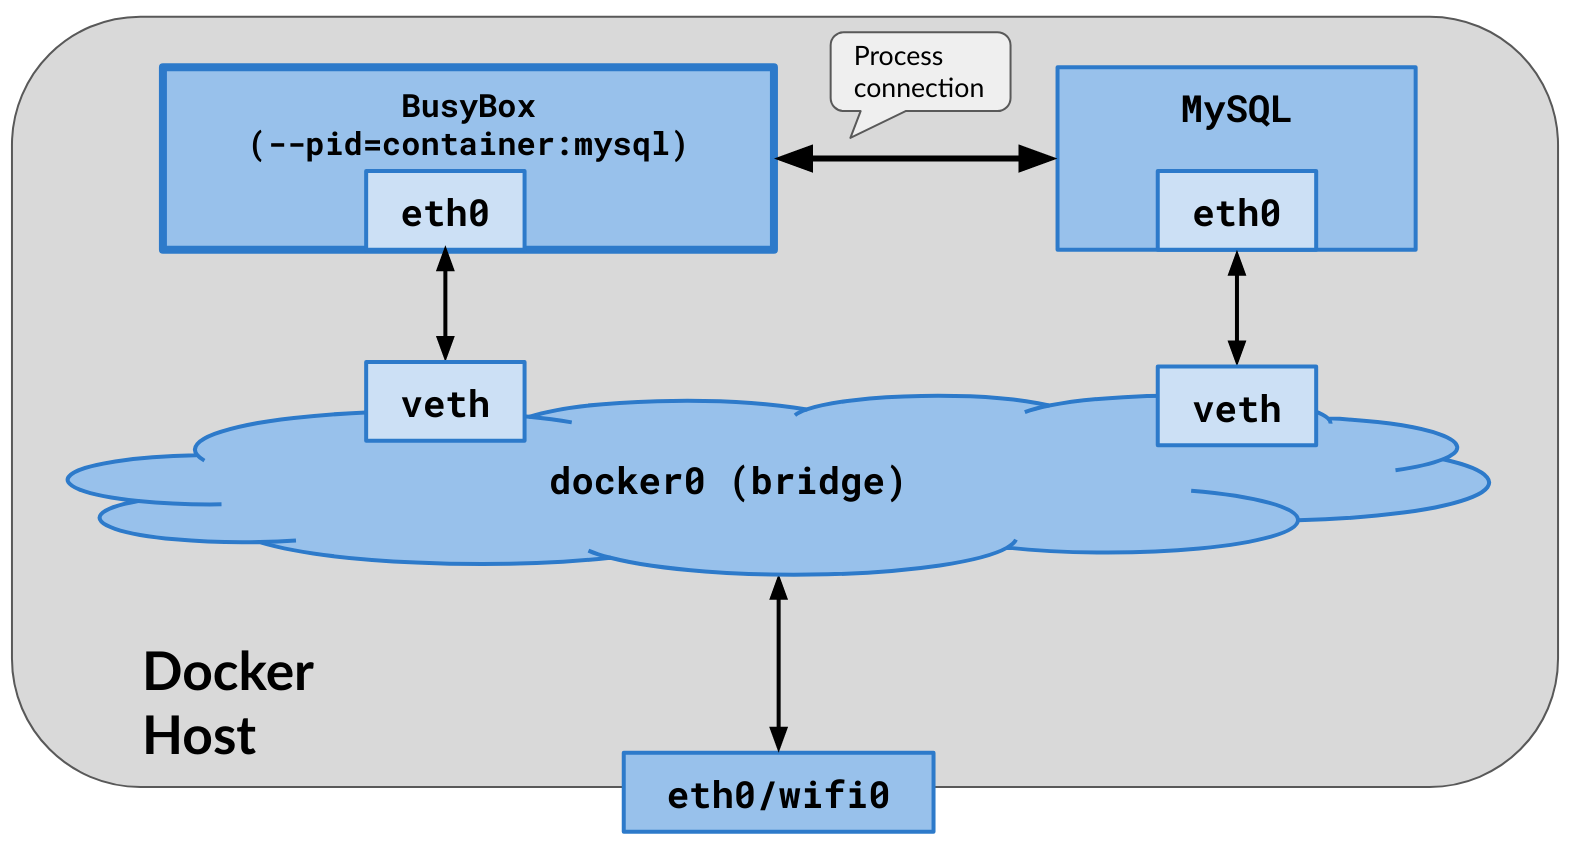 Process
connection
BusyBox
(--pid=container:mysql)
MySQL
eth0
eth0
veth
veth
docker0 (bridge)
Docker
Host
eth0/wifi0